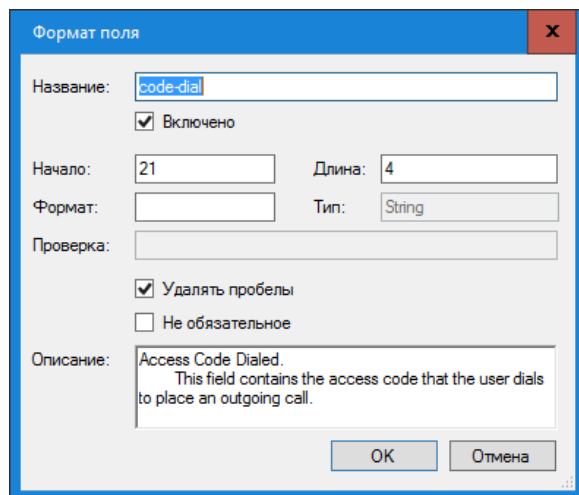 Формат поля
Название: code-dial
Включено
Начало: 21 Длина: 4
Формат: Тип: String
Проверка:
Удалять пробелы
Не обязательное
Описание: Access Code Dialed.
This field contains the access code that the user dials
to place an outgoing call.
OK Отмена